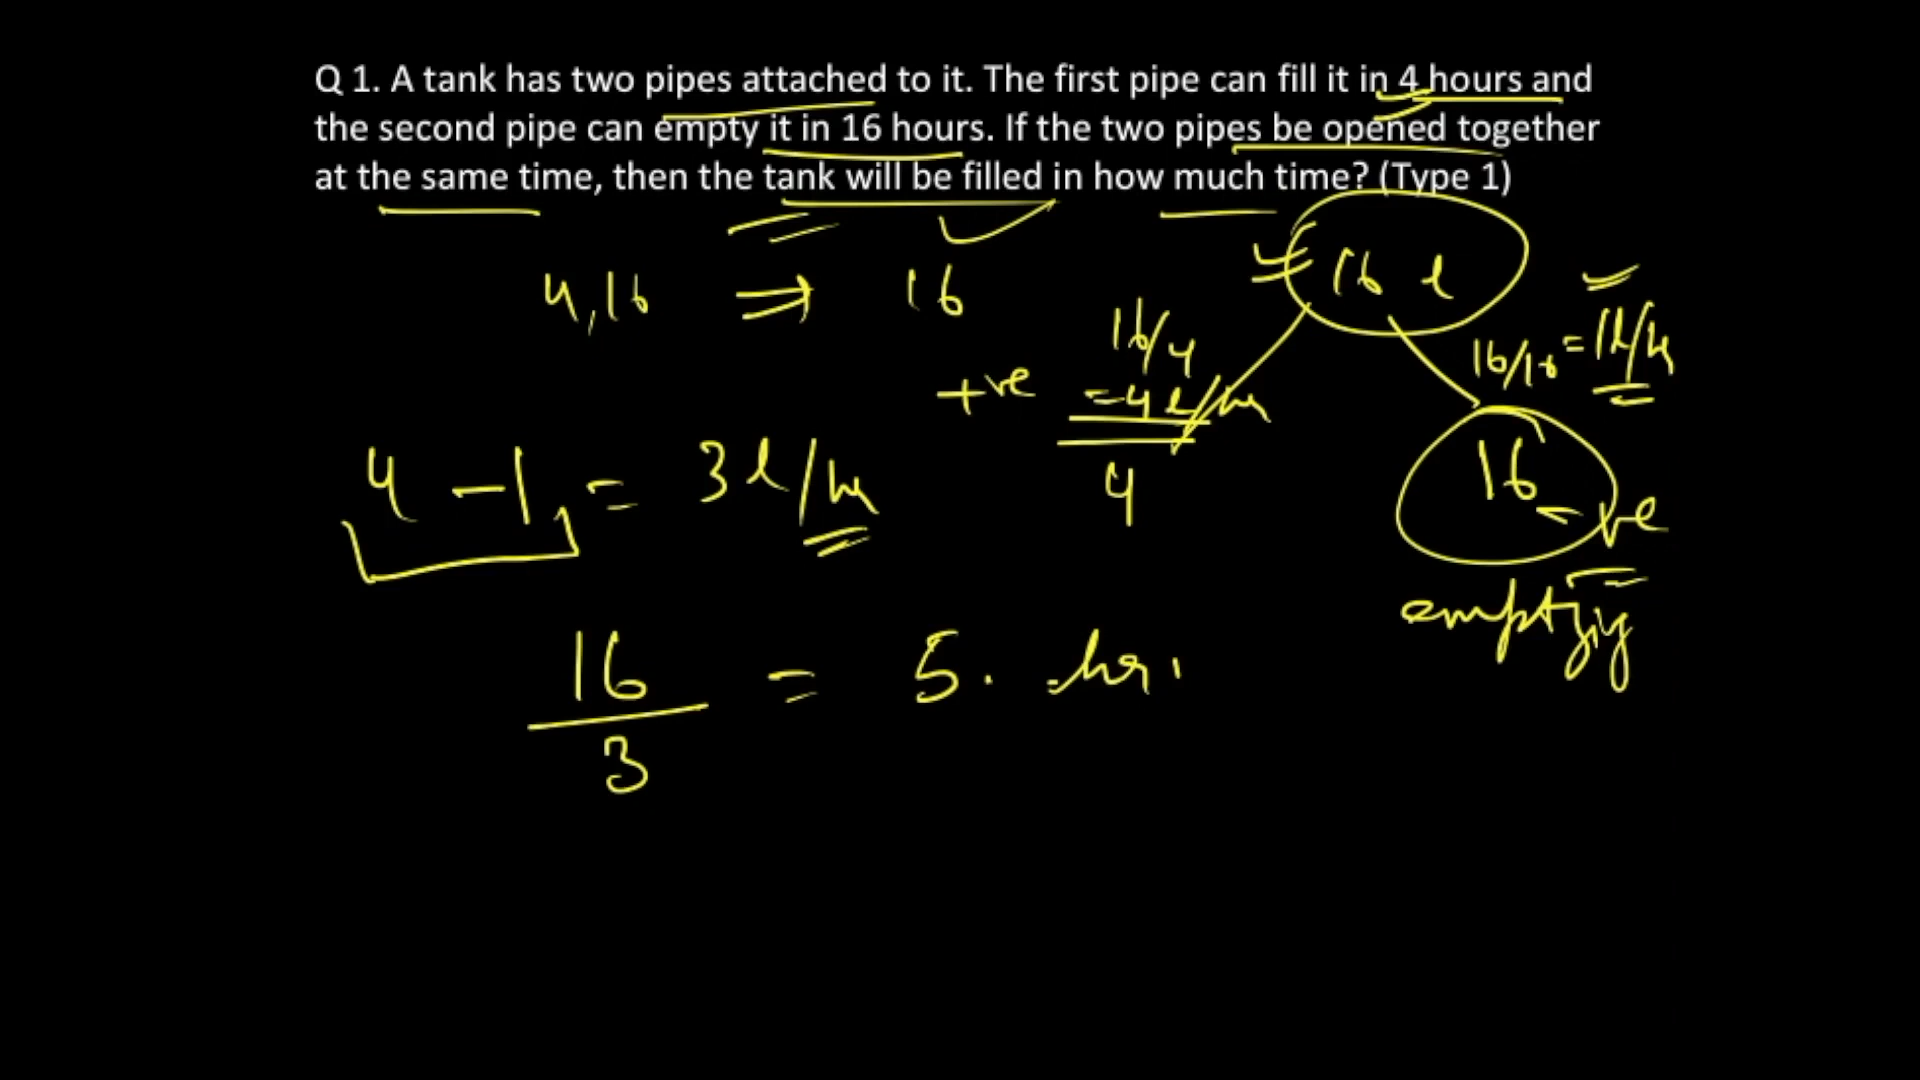 Q 1. A tank has two pipes attached to it. The first pipe can fill it in 4 hours and
the second pipe can empty it in 16 hours. If the two pipes be opened together
at the same time, then the tank will be filled in how much time? (Type 1)
4,16 ⇒ 16
16 l
16/4
= 4 l/hr
+ve
4
16/16 = 1l/hr
16
-ve
emptying
4 - 1 = 3 l/hr
16
3
= 5. hr.